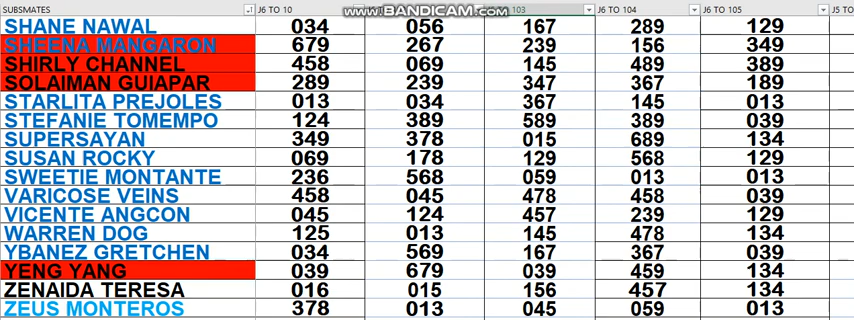 SUBSMATES J6 TO 10 103 J6 TO 104 J6 TO 105 J5 TO
WWW.BANDICAM.COM
SHANE NAWAL 034 056 167 289 129
SHEENA MANGARON 679 267 239 156 349
SHIRLY CHANNEL 458 069 145 489 389
SOLAIMAN GUIAPAR 289 239 347 367 189
STARLITA PREJOLES 013 034 367 145 013
STEFANIE TOMEMPO 124 389 589 389 039
SUPERSAYAN 349 378 015 689 134
SUSAN ROCKY 069 178 129 568 129
SWEETIE MONTANTE 236 568 059 013 013
VARICOSE VEINS 458 045 478 458 039
VICENTE ANGCON 045 124 457 239 129
WARREN DOG 125 013 145 478 134
YBANEZ GRETCHEN 034 569 167 367 039
YENG YANG 039 679 039 459 134
ZENAIDA TERESA 016 015 156 457 134
ZEUS MONTEROS 378 013 045 059 013